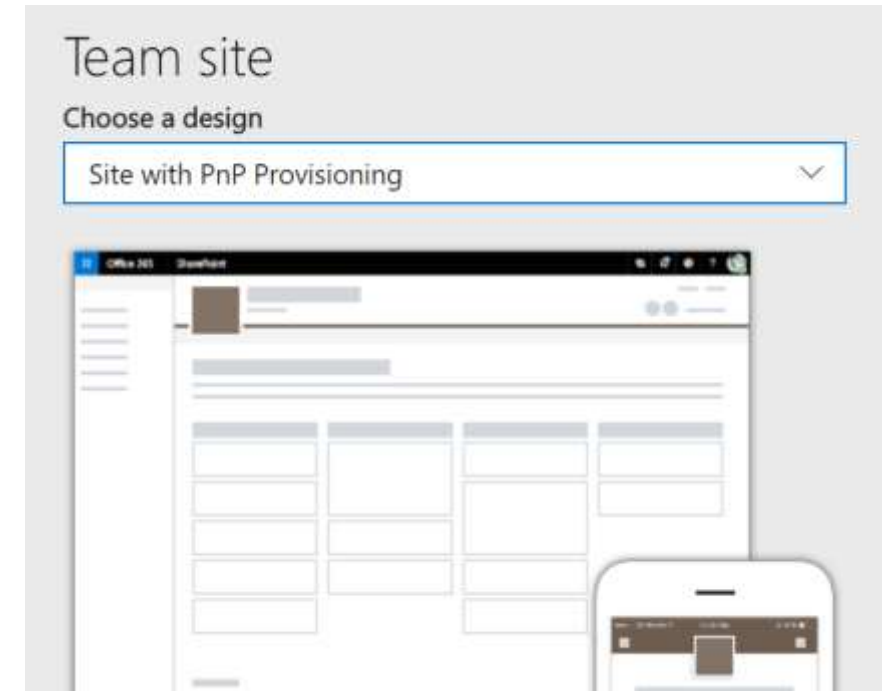 Team site
Choose a design
Site with PnP Provisioning
Office 365 SharePoint
?